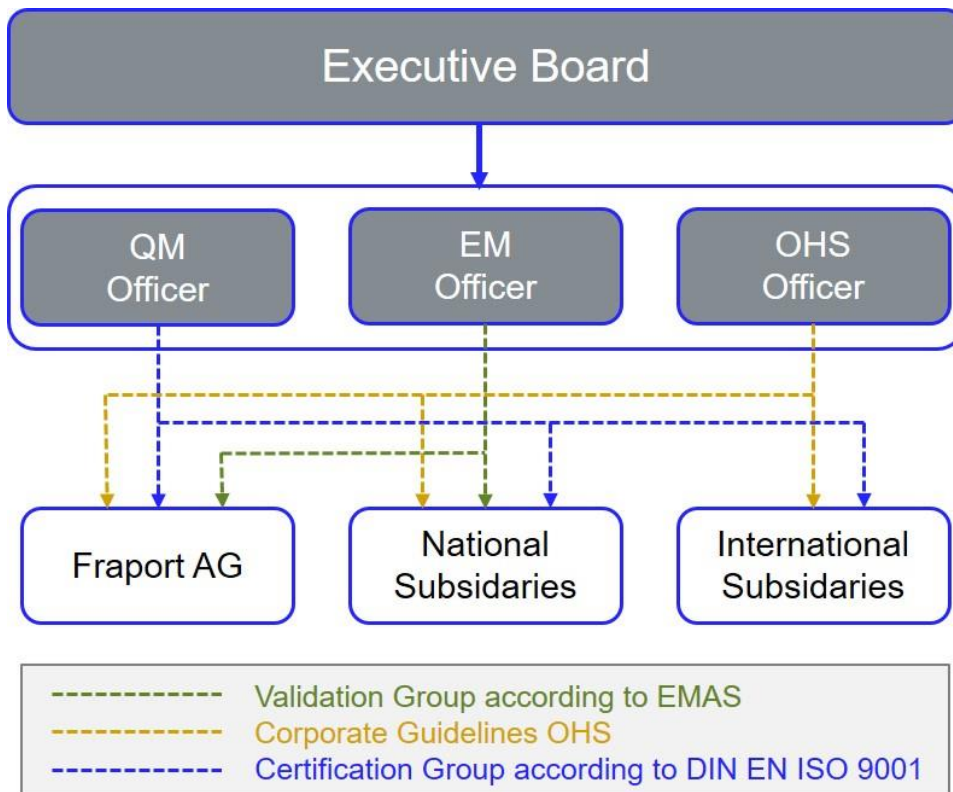 Executive Board
QM
Officer
EM
Officer
OHS
Officer
Fraport AG
National
Subsidaries
International
Subsidaries
Validation Group according to EMAS
Corporate Guidelines OHS
Certification Group according to DIN EN ISO 9001